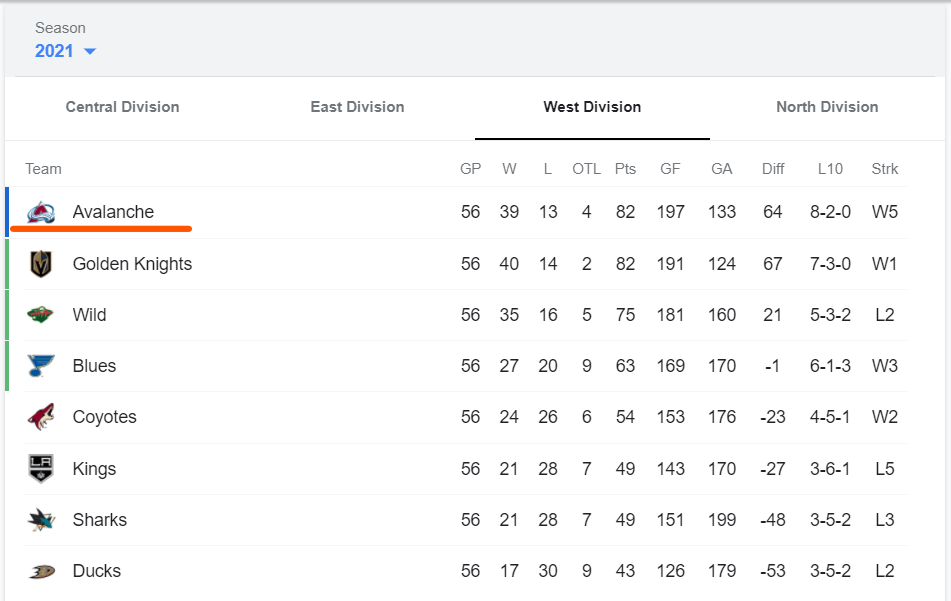 Season
2021
Central Division East Division West Division North Division
Team GP W L OTL Pts GF GA Diff L10 Strk
Avalanche 56 39 13 4 82 197 133 64 8-2-0 W5
Golden Knights 56 40 14 2 82 191 124 67 7-3-0 W1
Wild 56 35 16 5 75 181 160 21 5-3-2 L2
Blues 56 27 20 9 63 169 170 -1 6-1-3 W3
Coyotes 56 24 26 6 54 153 176 -23 4-5-1 W2
LA Kings 56 21 28 7 49 143 170 -27 3-6-1 L5
Sharks 56 21 28 7 49 151 199 -48 3-5-2 L3
Ducks 56 17 30 9 43 126 179 -53 3-5-2 L2